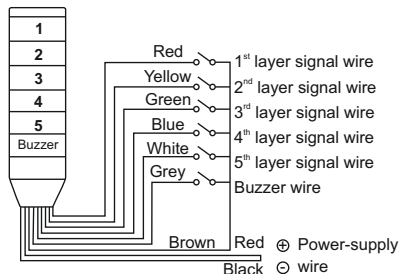 1
2
3
4
5
Buzzer
Red 1st layer signal wire
Yellow 2nd layer signal wire
Green 3rd layer signal wire
Blue 4th layer signal wire
White 5th layer signal wire
Grey Buzzer wire
Brown Red ⊕ Power-supply
Black ⊖ wire